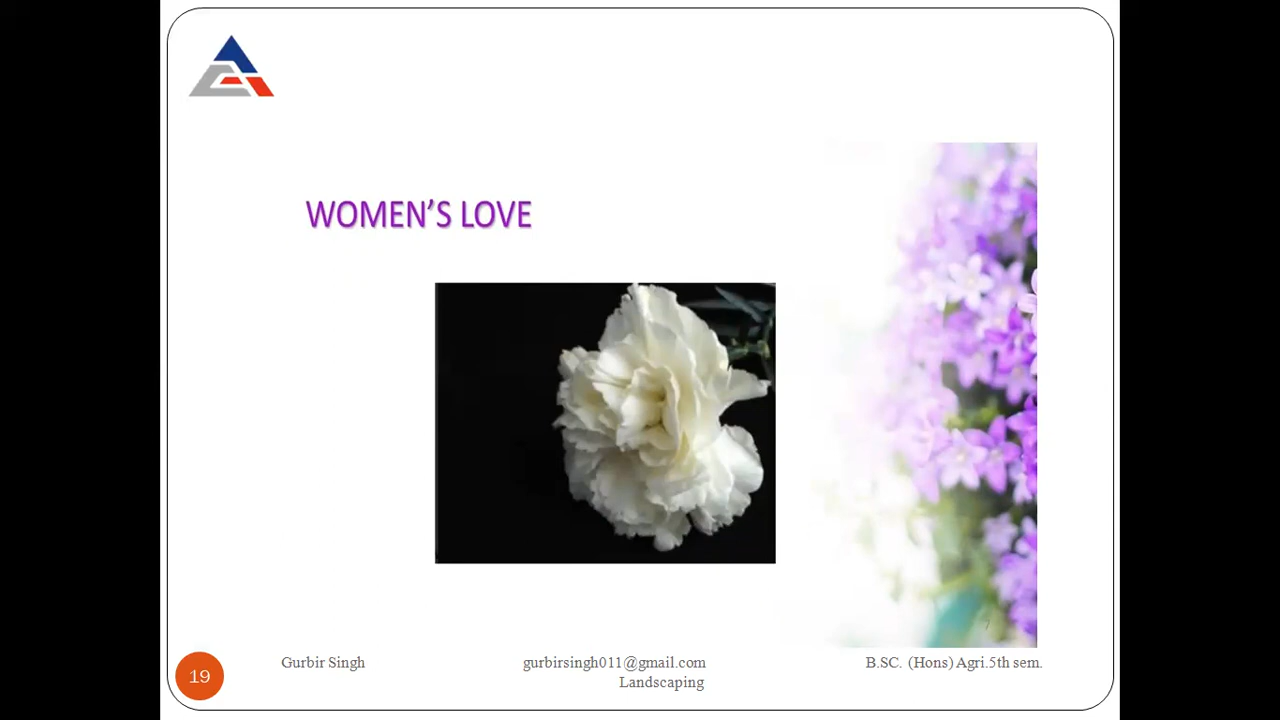 WOMEN’S LOVE
19
Gurbir Singh
gurbirsingh011@gmail.com
Landscaping
B.SC. (Hons) Agri.5th sem.